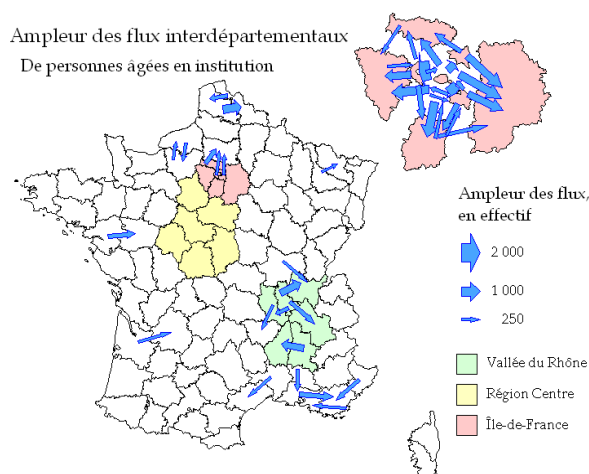 Ampleur des flux interdépartementaux
De personnes âgées en institution
Ampleur des flux,
en effectif
2 000
1 000
250
Vallée du Rhône
Région Centre
Île-de-France